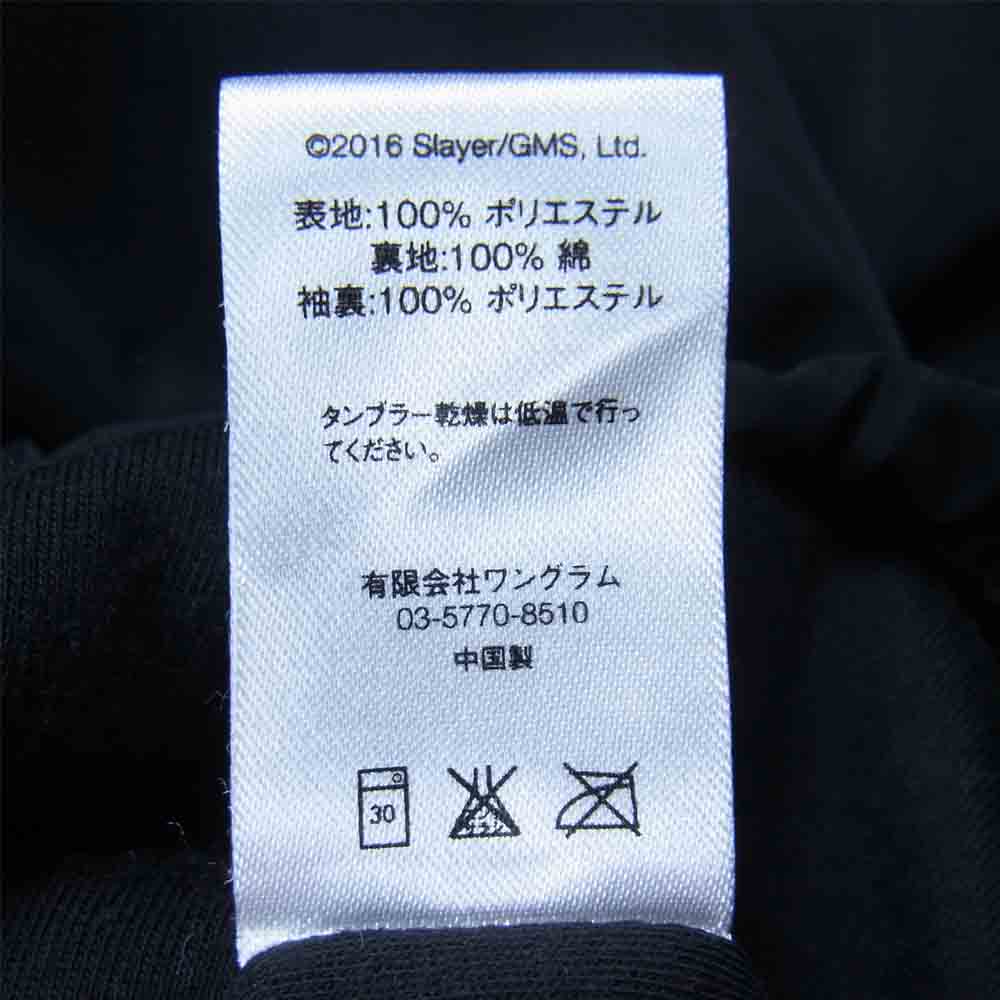 ©2016 Slayer/GMS, Ltd.
表地:100% ポリエステル
裏地:100% 綿
袖裏:100% ポリエステル
タンブラー乾燥は低温で行っ
てください。
有限会社ワングラム
03-5770-8510
中国製
30